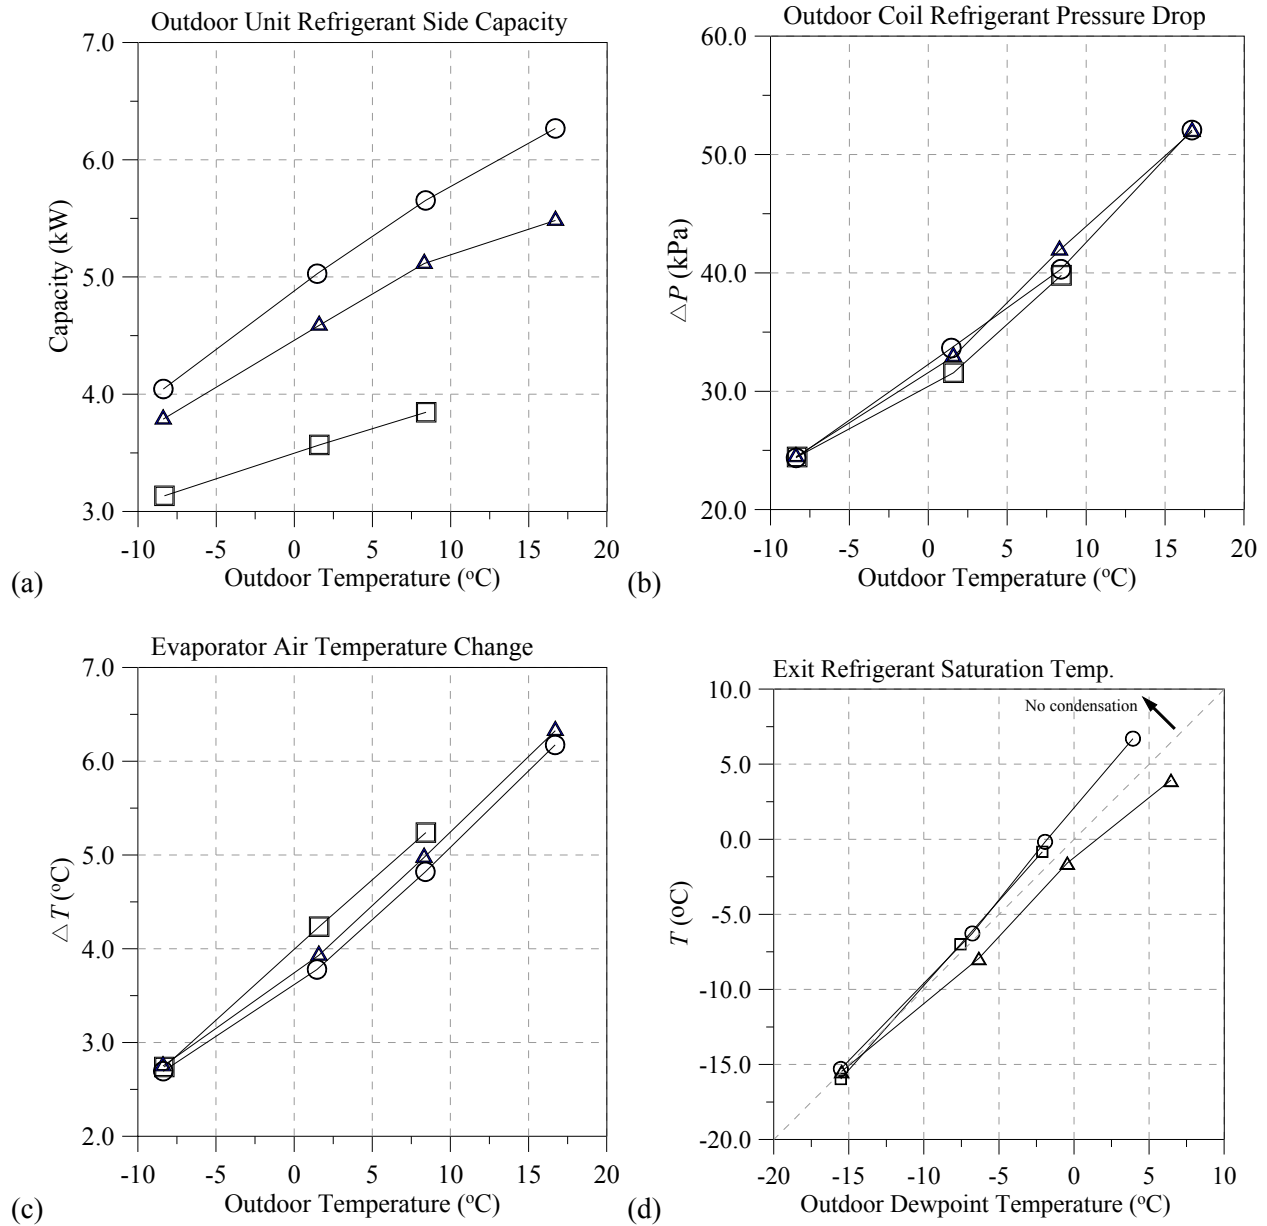 Outdoor Unit Refrigerant Side Capacity
7.0
6.0
5.0
4.0
3.0
Capacity (kW)
-10 -5 0 5 10 15 20
Outdoor Temperature (ºC)
(a)
Outdoor Coil Refrigerant Pressure Drop
60.0
50.0
40.0
30.0
20.0
△P (kPa)
-10 -5 0 5 10 15 20
Outdoor Temperature (ºC)
(b)
Evaporator Air Temperature Change
7.0
6.0
5.0
4.0
3.0
2.0
△T (ºC)
-10 -5 0 5 10 15 20
Outdoor Temperature (ºC)
(c)
Exit Refrigerant Saturation Temp.
10.0
5.0
0.0
-5.0
-10.0
-15.0
-20.0
T (ºC)
No condensation
-20 -15 -10 -5 0 5 10
Outdoor Dewpoint Temperature (ºC)
(d)